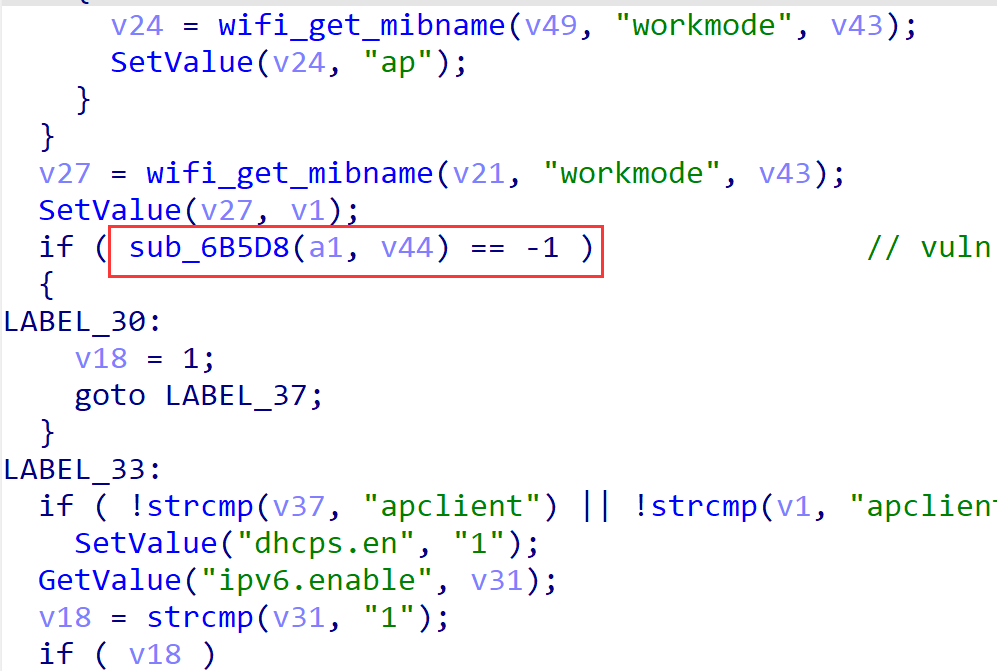 v24 = wifi_get_mibname(v49, "workmode", v43);
SetValue(v24, "ap");
}
}
v27 = wifi_get_mibname(v21, "workmode", v43);
SetValue(v27, v1);
if ( sub_6B5D8(a1, v44) == -1 ) // vuln
{
LABEL_30:
v18 = 1;
goto LABEL_37;
}
LABEL_33:
if ( !strcmp(v37, "apclient") || !strcmp(v1, "apclient
SetValue("dhcps.en", "1");
GetValue("ipv6.enable", v31);
v18 = strcmp(v31, "1");
if ( v18 )